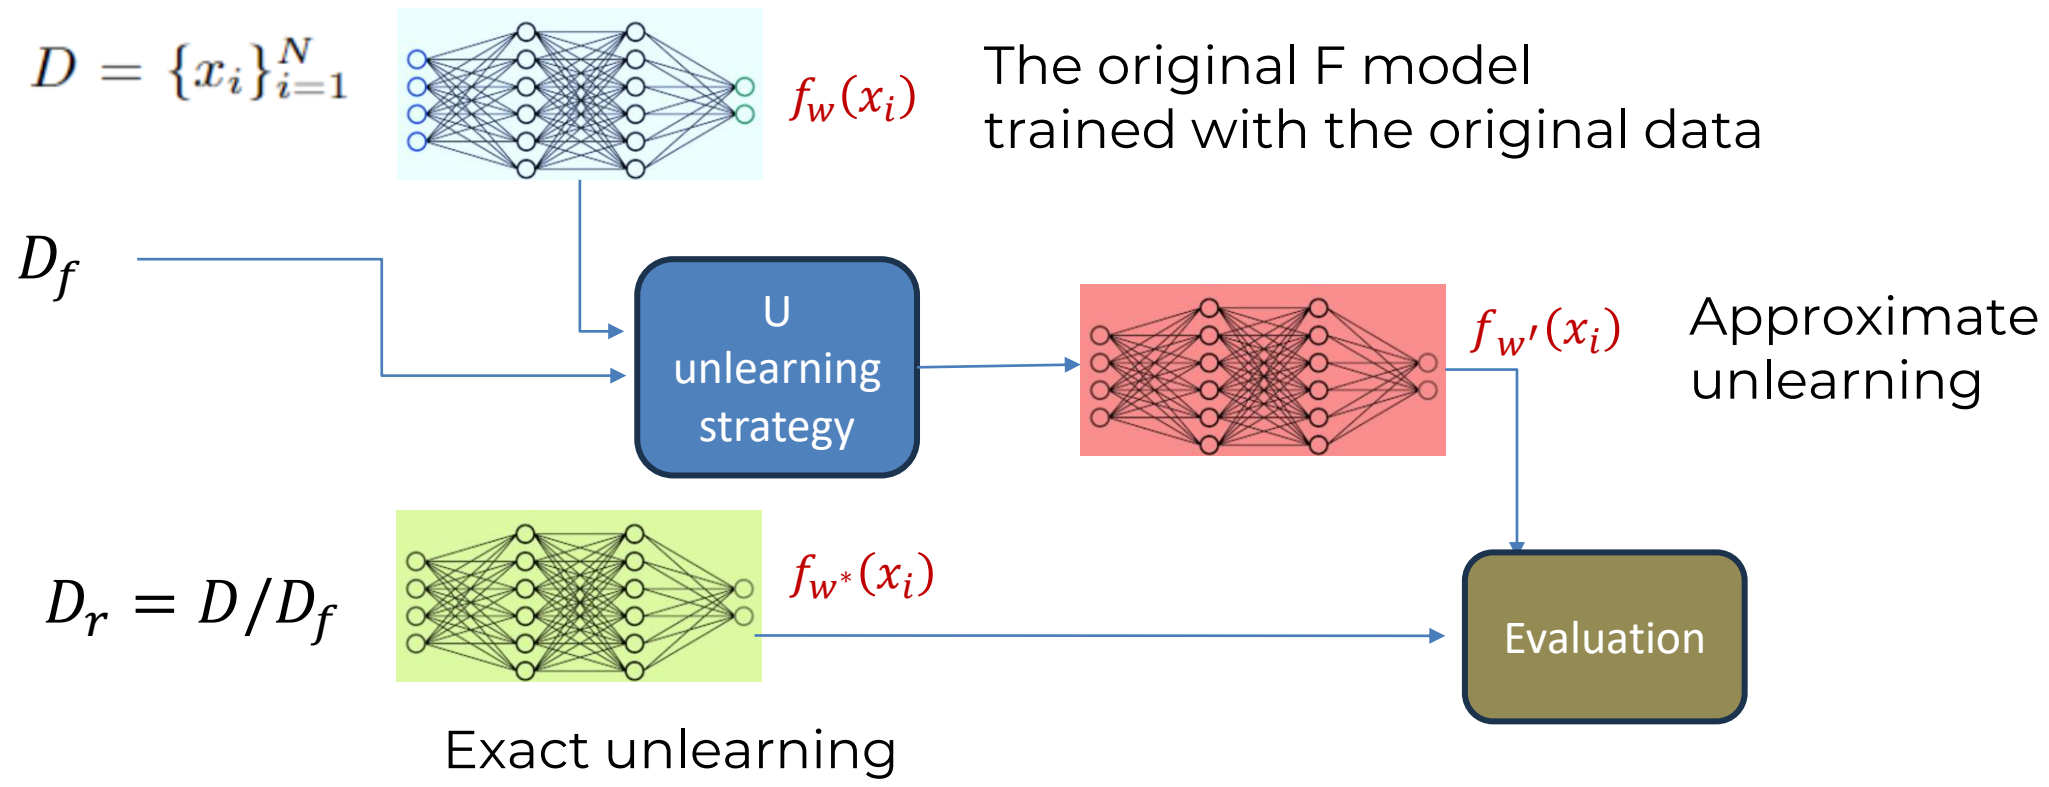 D = {x_i}_{i=1}^N
f_w(x_i)
The original F model
trained with the original data
D_f
U
unlearning
strategy
f_{w'}(x_i)
Approximate
unlearning
D_r = D/D_f
f_{w*}(x_i)
Evaluation
Exact unlearning